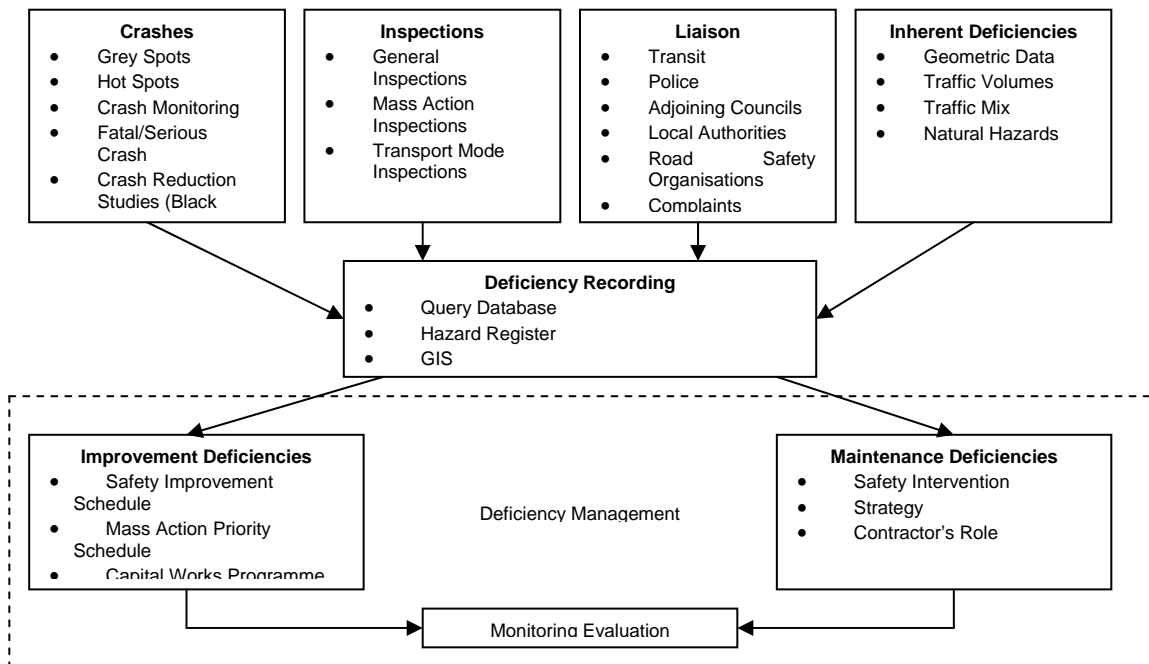 Crashes
• Grey Spots
• Hot Spots
• Crash Monitoring
• Fatal/Serious
Crash
• Crash Reduction
Studies (Black
Inspections
• General
Inspections
• Mass Action
Inspections
• Transport Mode
Inspections
Liaison
• Transit
• Police
• Adjoining Councils
• Local Authorities
• Road Safety
Organisations
• Complaints
Inherent Deficiencies
• Geometric Data
• Traffic Volumes
• Traffic Mix
• Natural Hazards
Deficiency Recording
• Query Database
• Hazard Register
• GIS
Improvement Deficiencies
• Safety Improvement
Schedule
• Mass Action Priority
Schedule
• Capital Works Programme
Deficiency Management
Maintenance Deficiencies
• Safety Intervention
• Strategy
• Contractor's Role
Monitoring Evaluation